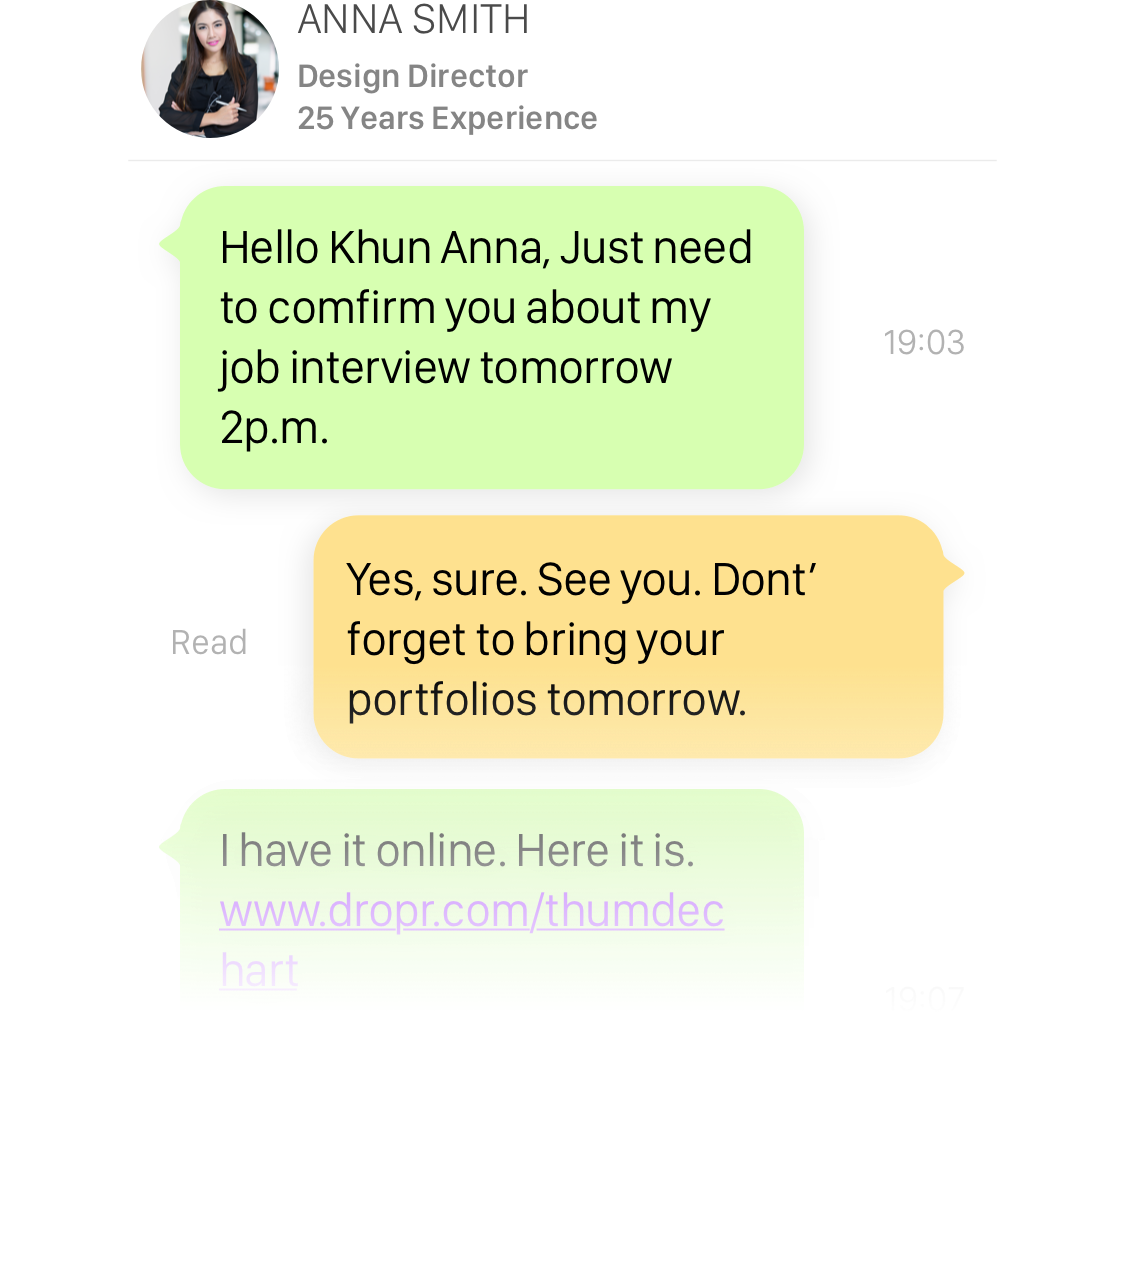 ANNA SMITH
Design Director
25 Years Experience
Hello Khun Anna, Just need
to comfirm you about my
job interview tomorrow
2p.m.
19:03
Yes, sure. See you. Dont’
forget to bring your
portfolios tomorrow.
Read
I have it online. Here it is.
www.dropr.com/thumdec
hart
19:07